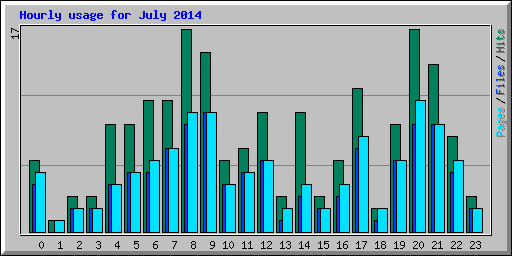 Hourly usage for July 2014
17
Pages/Files/Hits
0 1 2 3 4 5 6 7 8 9 10 11 12 13 14 15 16 17 18 19 20 21 22 23